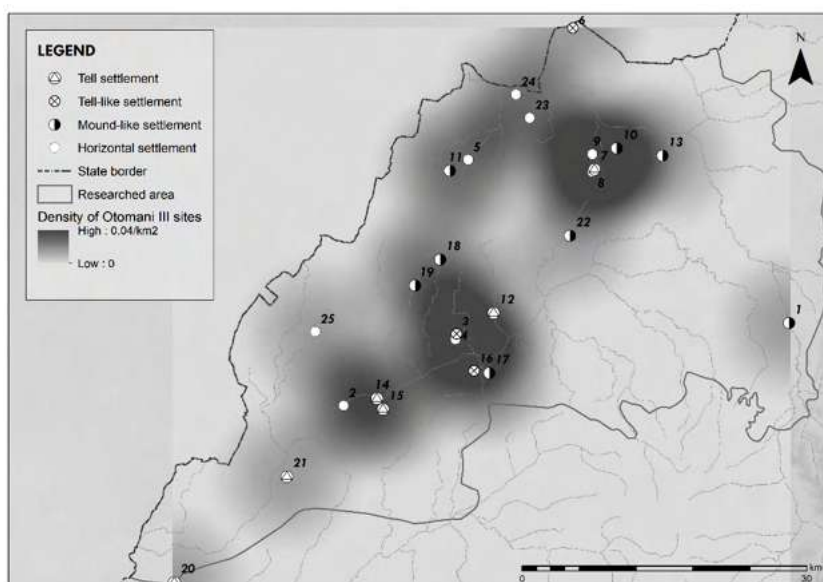 LEGEND
Tell settlement
Tell-like settlement
Mound-like settlement
Horizontal settlement
State border
Researched area
Density of Otomani III sites
High : 0.04/km2
Low : 0
6
N
24
23
9
10
7
8
13
5
11
22
18
19
12
3
4
1
25
16
17
14
2
15
21
20
0
30
km